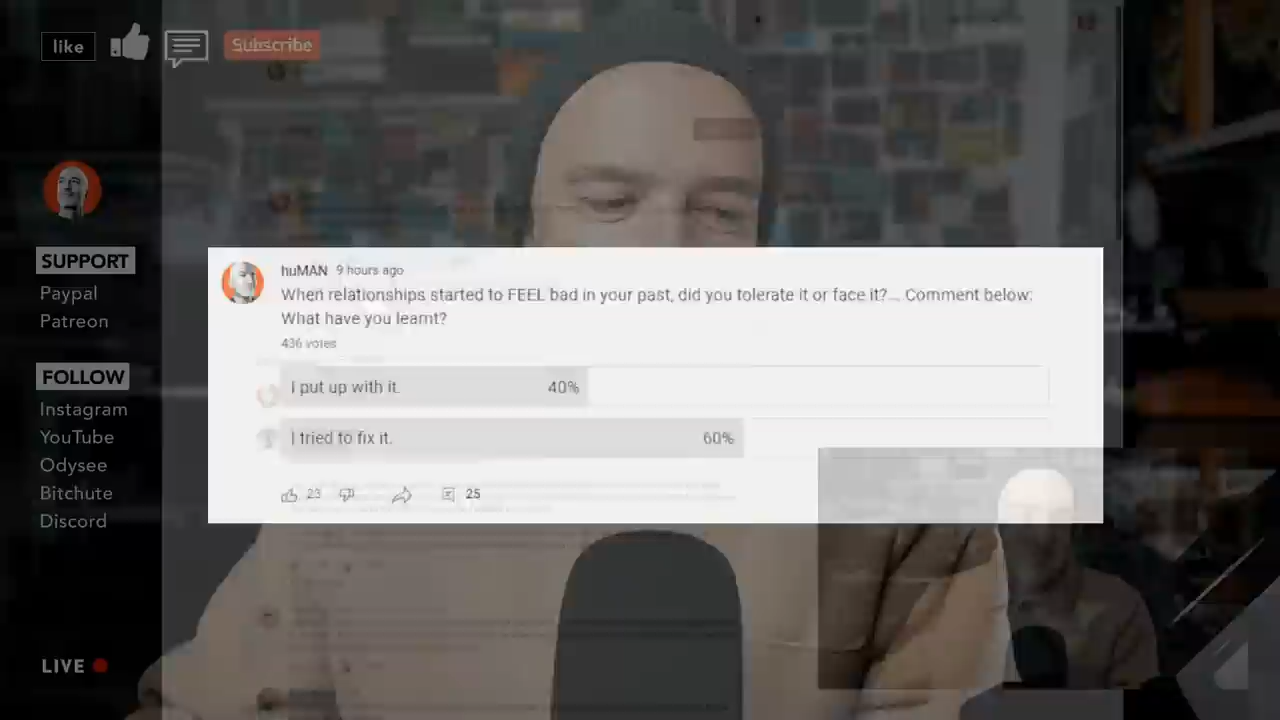 like
Subscribe
SUPPORT
Paypal
Patreon
FOLLOW
Instagram
YouTube
Odysee
Bitchute
Discord
LIVE
huMAN 9 hours ago
When relationships started to FEEL bad in your past, did you tolerate it or face it?... Comment below:
What have you learnt?
436 votes
I put up with it. 40%
I tried to fix it. 60%
23
25